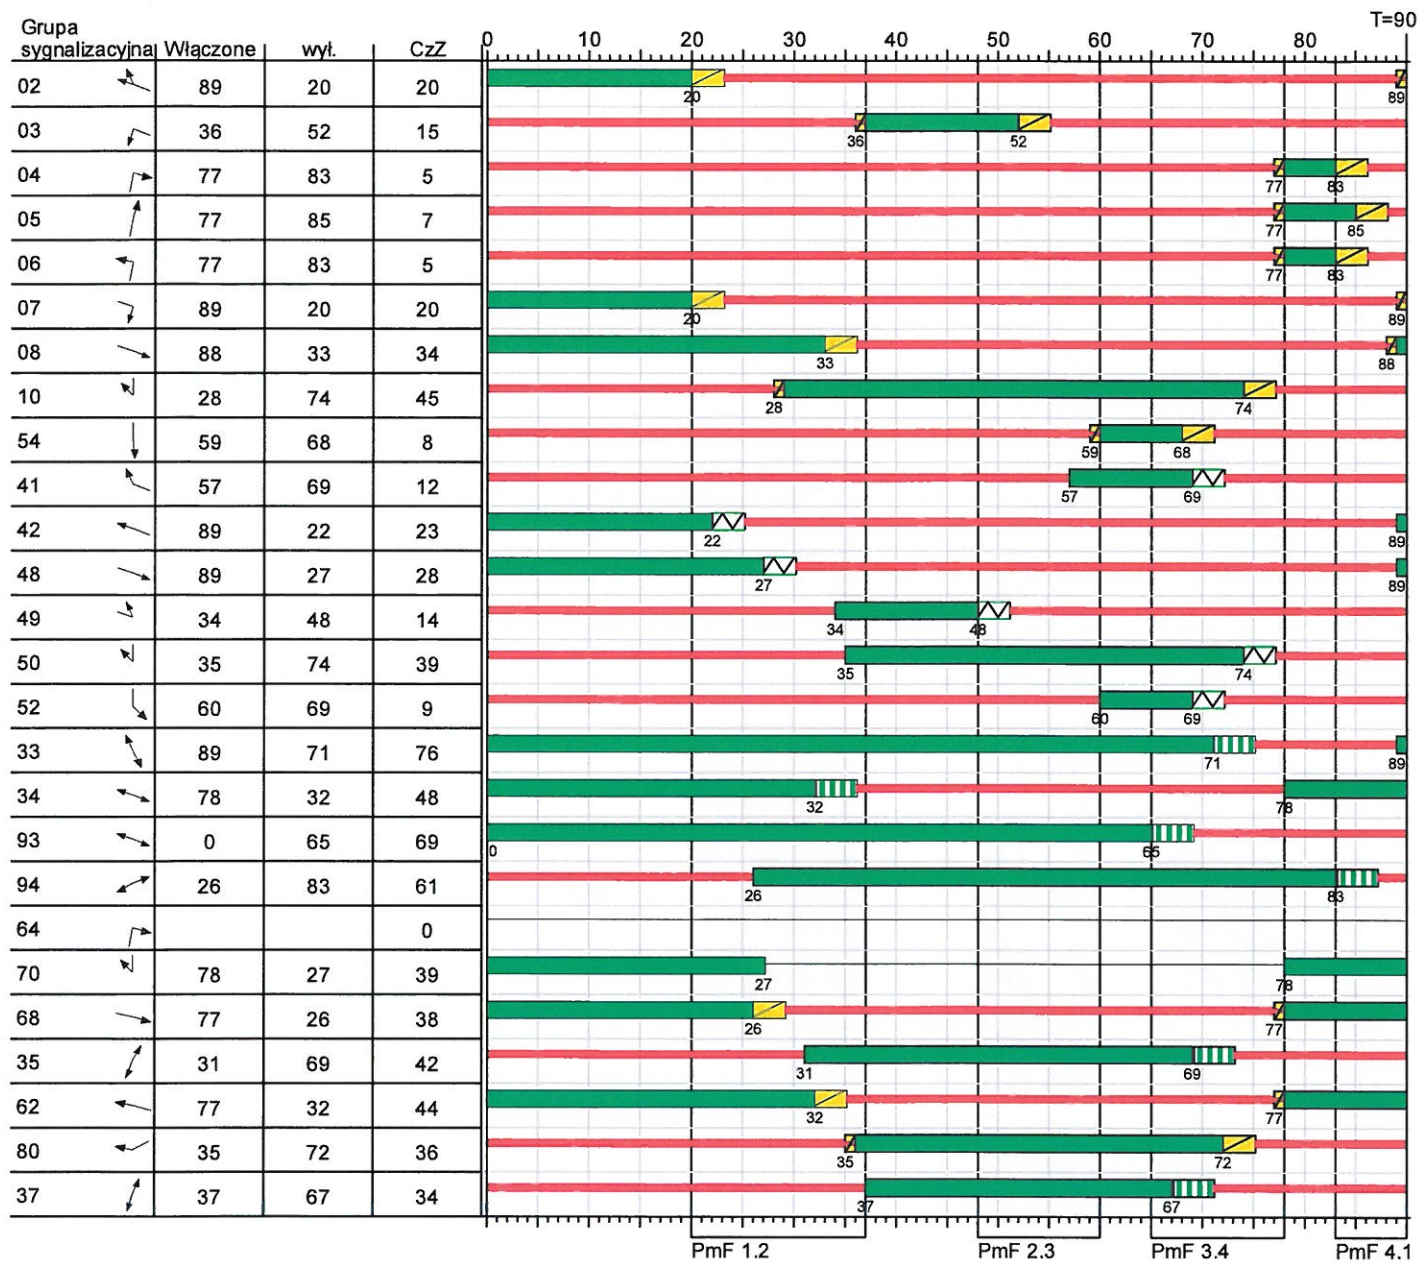 T=90
Grupa
sygnalizacyjna Włączone wył. CzZ 0 10 20 30 40 50 60 70 80
02 89 20 20
20 89
03 36 52 15
36 52
04 77 83 5
77 83
05 77 85 7
77 85
06 77 83 5
77 83
07 89 20 20
20 89
08 88 33 34
33 88
10 28 74 45
28 74
54 59 68 8
59 68
41 57 69 12
57 69
42 89 22 23
22 89
48 89 27 28
27 89
49 34 48 14
34 48
50 35 74 39
35 74
52 60 69 9
60 69
33 89 71 76
71 89
34 78 32 48
32 78
93 0 65 69
0 65
94 26 83 61
26 83
64 0
70 78 27 39
27 78
68 77 26 38
26 77
35 31 69 42
31 69
62 77 32 44
32 77
80 35 72 36
35 72
37 37 67 34
37 67
PmF 1.2 PmF 2.3 PmF 3.4 PmF 4.1